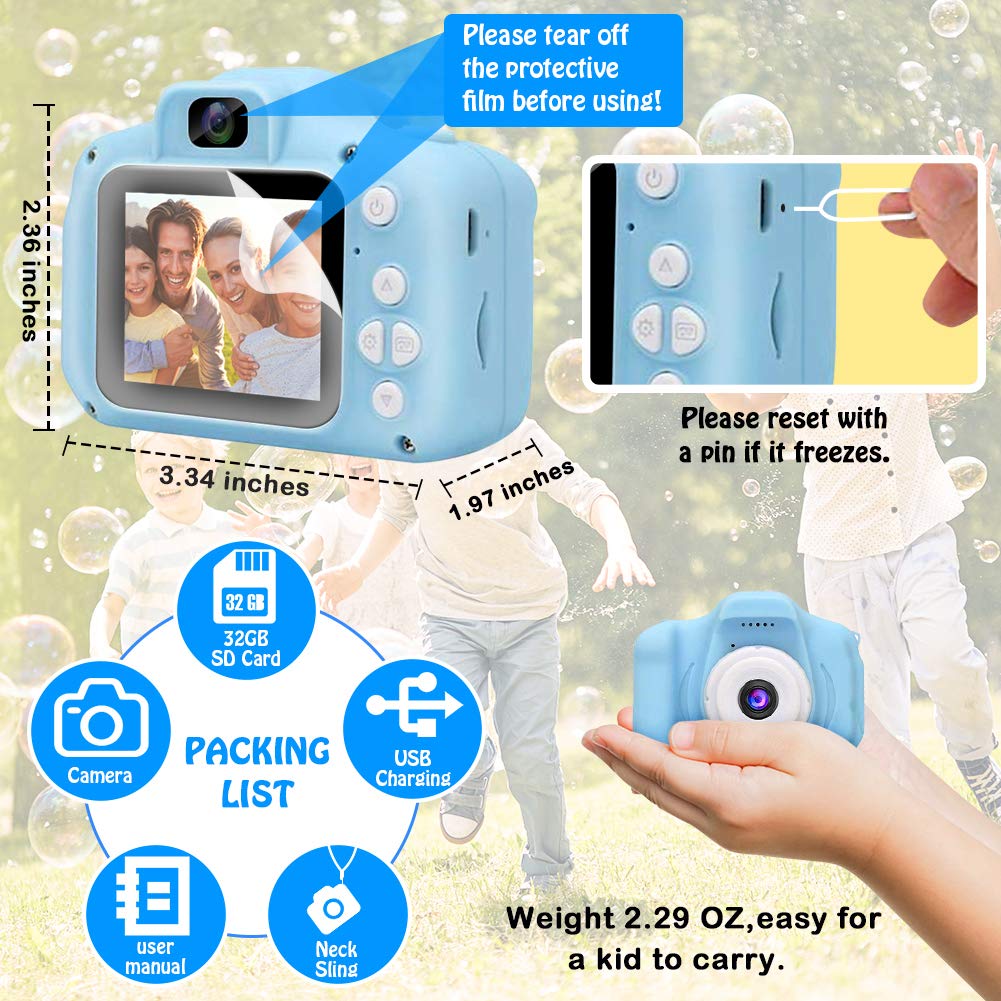 Please tear off
the protective
film before using!
2.36 inches
3.34 inches
1.97 inches
Please reset with
a pin if it freezes.
32 GB
32GB
SD Card
Camera
USB
Charging
PACKING
LIST
user
manual
Neck
Sling
Weight 2.29 OZ,easy for
a kid to carry.